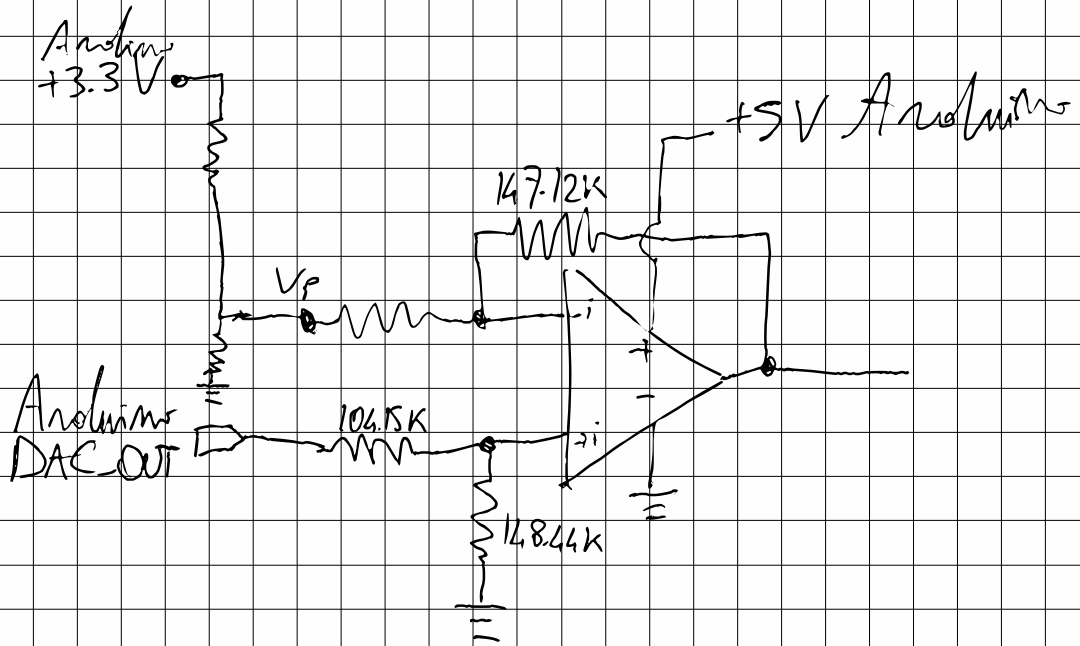 Arduino
+3.3V
+5V Arduino
147.12K
Vp
-i
+
-
Arduino
DAC_OUT
104.15K
+i
148.44K